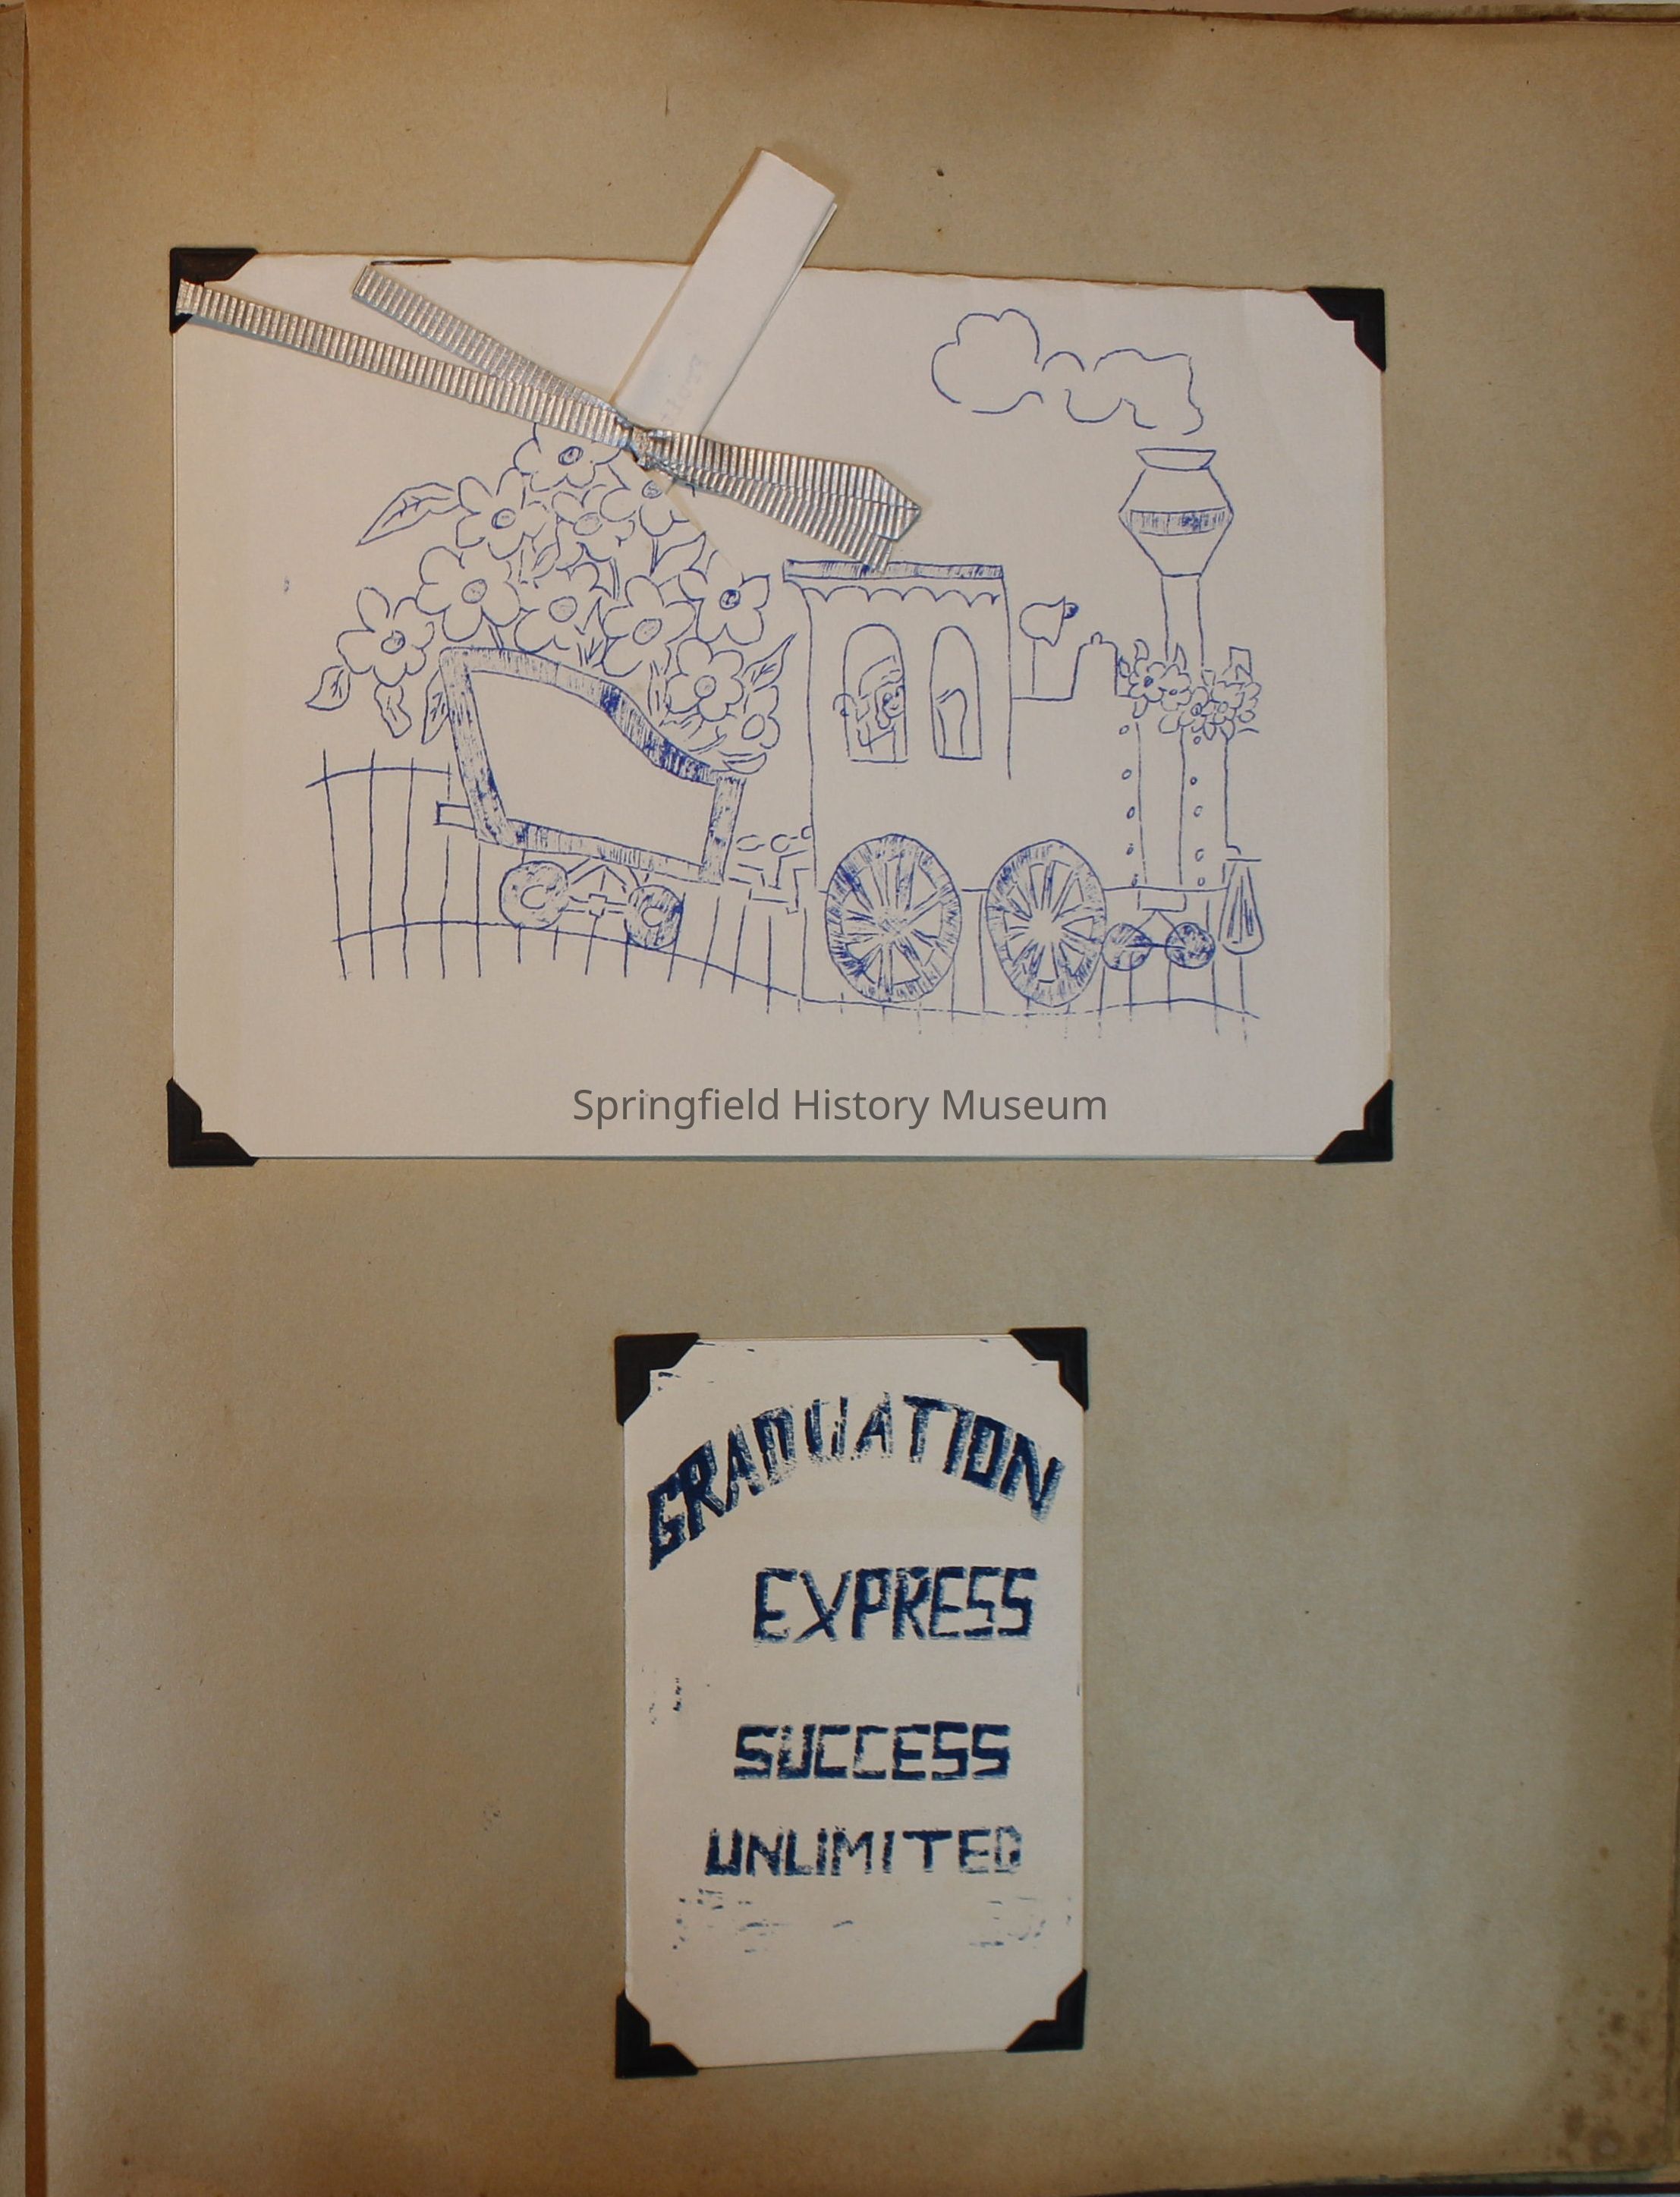 Springfield History Museum
GRADUATION
EXPRESS
SUCCESS
UNLIMITED